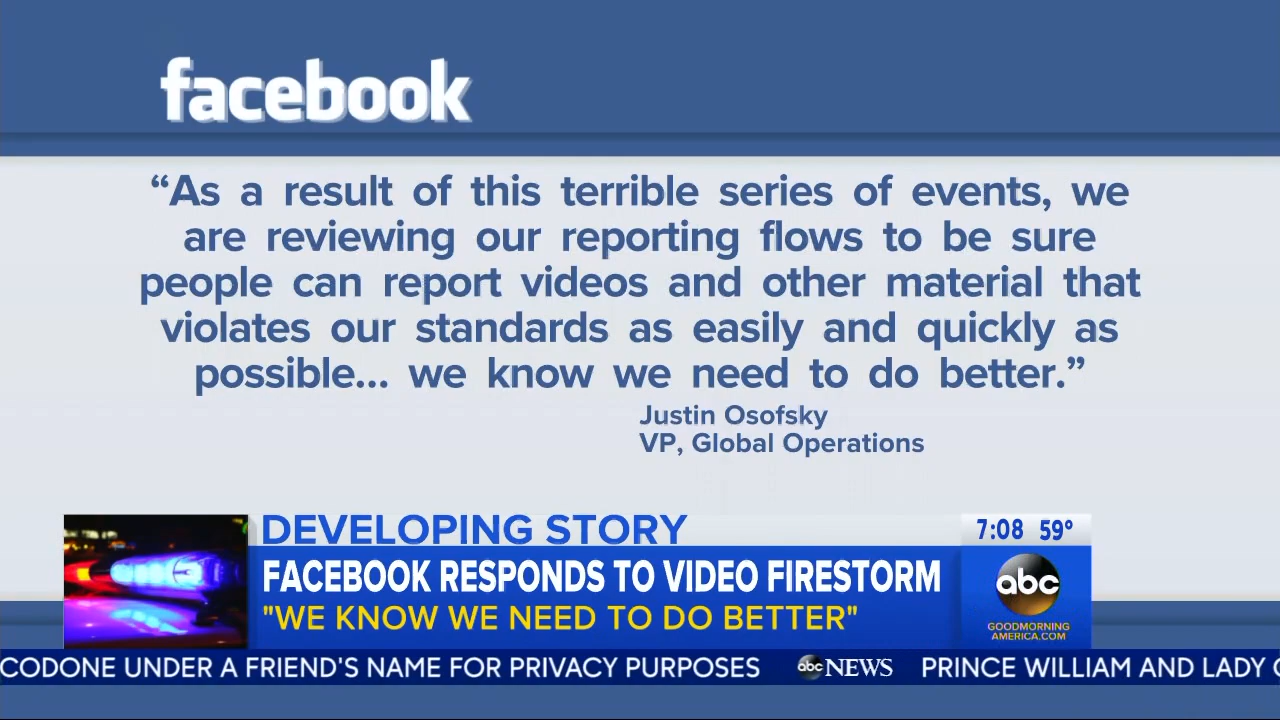 facebook
“As a result of this terrible series of events, we
are reviewing our reporting flows to be sure
people can report videos and other material that
violates our standards as easily and quickly as
possible... we know we need to do better.”
Justin Osofsky
VP, Global Operations
DEVELOPING STORY
7:08 59°
FACEBOOK RESPONDS TO VIDEO FIRESTORM
"WE KNOW WE NEED TO DO BETTER"
abc
GOODMORNING
AMERICA.COM
CODONE UNDER A FRIEND'S NAME FOR PRIVACY PURPOSES abc NEWS PRINCE WILLIAM AND LADY